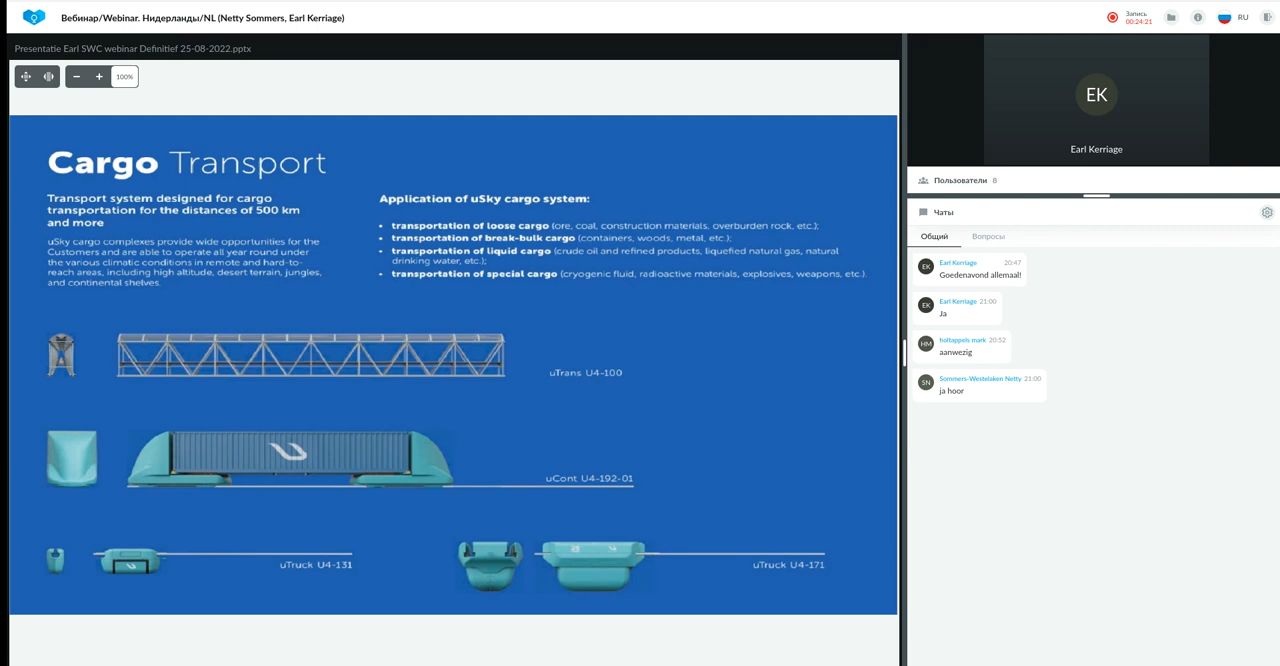 Вебинар/Webinar. Нидерланды/NL (Netty Sommers, Earl Kerriage)
Запись
00:24:21
RU
Presentatie Earl SWC webinar Definitief 25-08-2022.pptx
100%
Cargo Transport
Transport system designed for cargo
transportation for the distances of 500 km
and more
uSky cargo complexes provide wide opportunities for the
Customers and are able to operate all year round under
the various climatic conditions in remote and hard-to-
reach areas, including high altitude, desert terrain, jungles,
and continental shelves.
Application of uSky cargo system:
• transportation of loose cargo (ore, coal, construction materials, overburden rock, etc.);
• transportation of break-bulk cargo (containers, woods, metal, etc.);
• transportation of liquid cargo (crude oil and refined products, liquefied natural gas, natural
drinking water, etc.);
• transportation of special cargo (cryogenic fluid, radioactive materials, explosives, weapons, etc.).
uTrans U4-100
uCont U4-192-01
uTruck U4-131
uTruck U4-171
EK
Earl Kerriage
Пользователи 8
Чаты
Общий Вопросы
EK
Earl Kerriage 20:47
Goedenavond allemaal!
EK
Earl Kerriage 21:00
Ja
HM
holtappels mark 20:52
aanwezig
SN
Sommers-Westelaken Netty 21:00
ja hoor